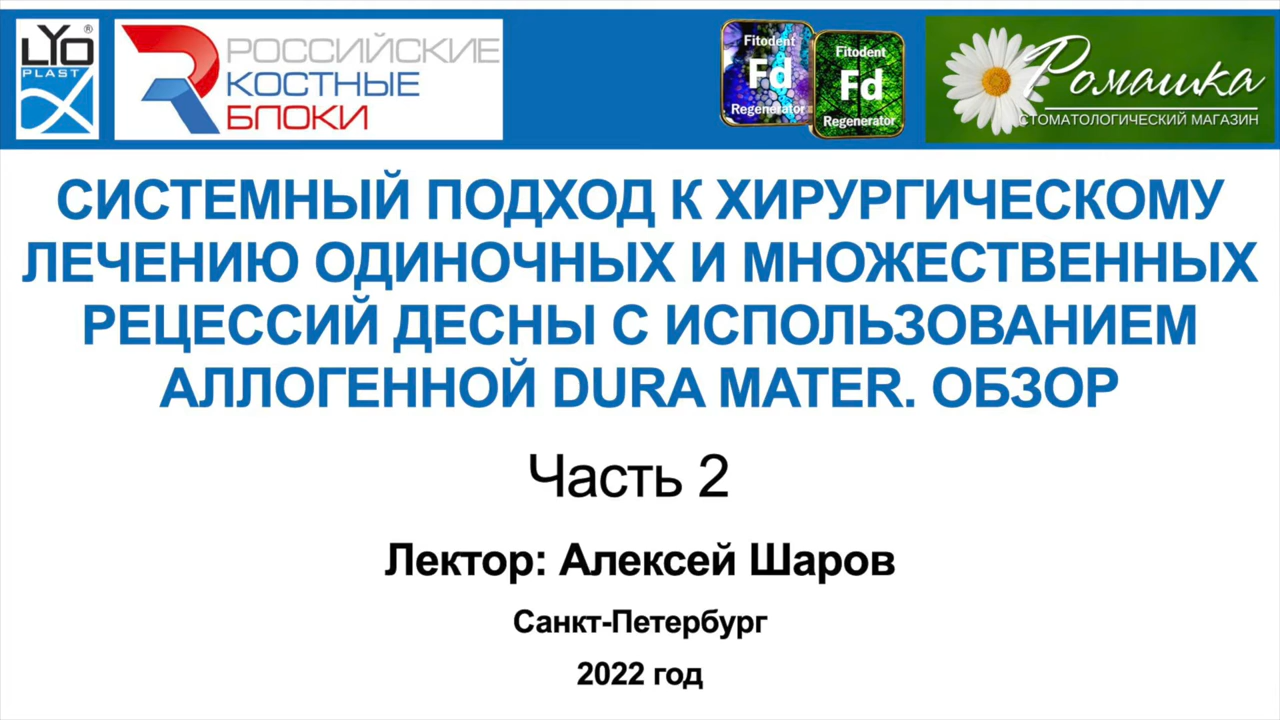 LYO®
PLAST
РОССИЙСКИЕ
КОСТНЫЕ
БЛОКИ
Fitodent
Fd
Regenerator
Fitodent
Fd
Regenerator
Ромашка
СТОМАТОЛОГИЧЕСКИЙ МАГАЗИН
СИСТЕМНЫЙ ПОДХОД К ХИРУРГИЧЕСКОМУ
ЛЕЧЕНИЮ ОДИНОЧНЫХ И МНОЖЕСТВЕННЫХ
РЕЦЕССИЙ ДЕСНЫ С ИСПОЛЬЗОВАНИЕМ
АЛЛОГЕННОЙ DURA MATER. ОБЗОР
Часть 2
Лектор: Алексей Шаров
Санкт-Петербург
2022 год